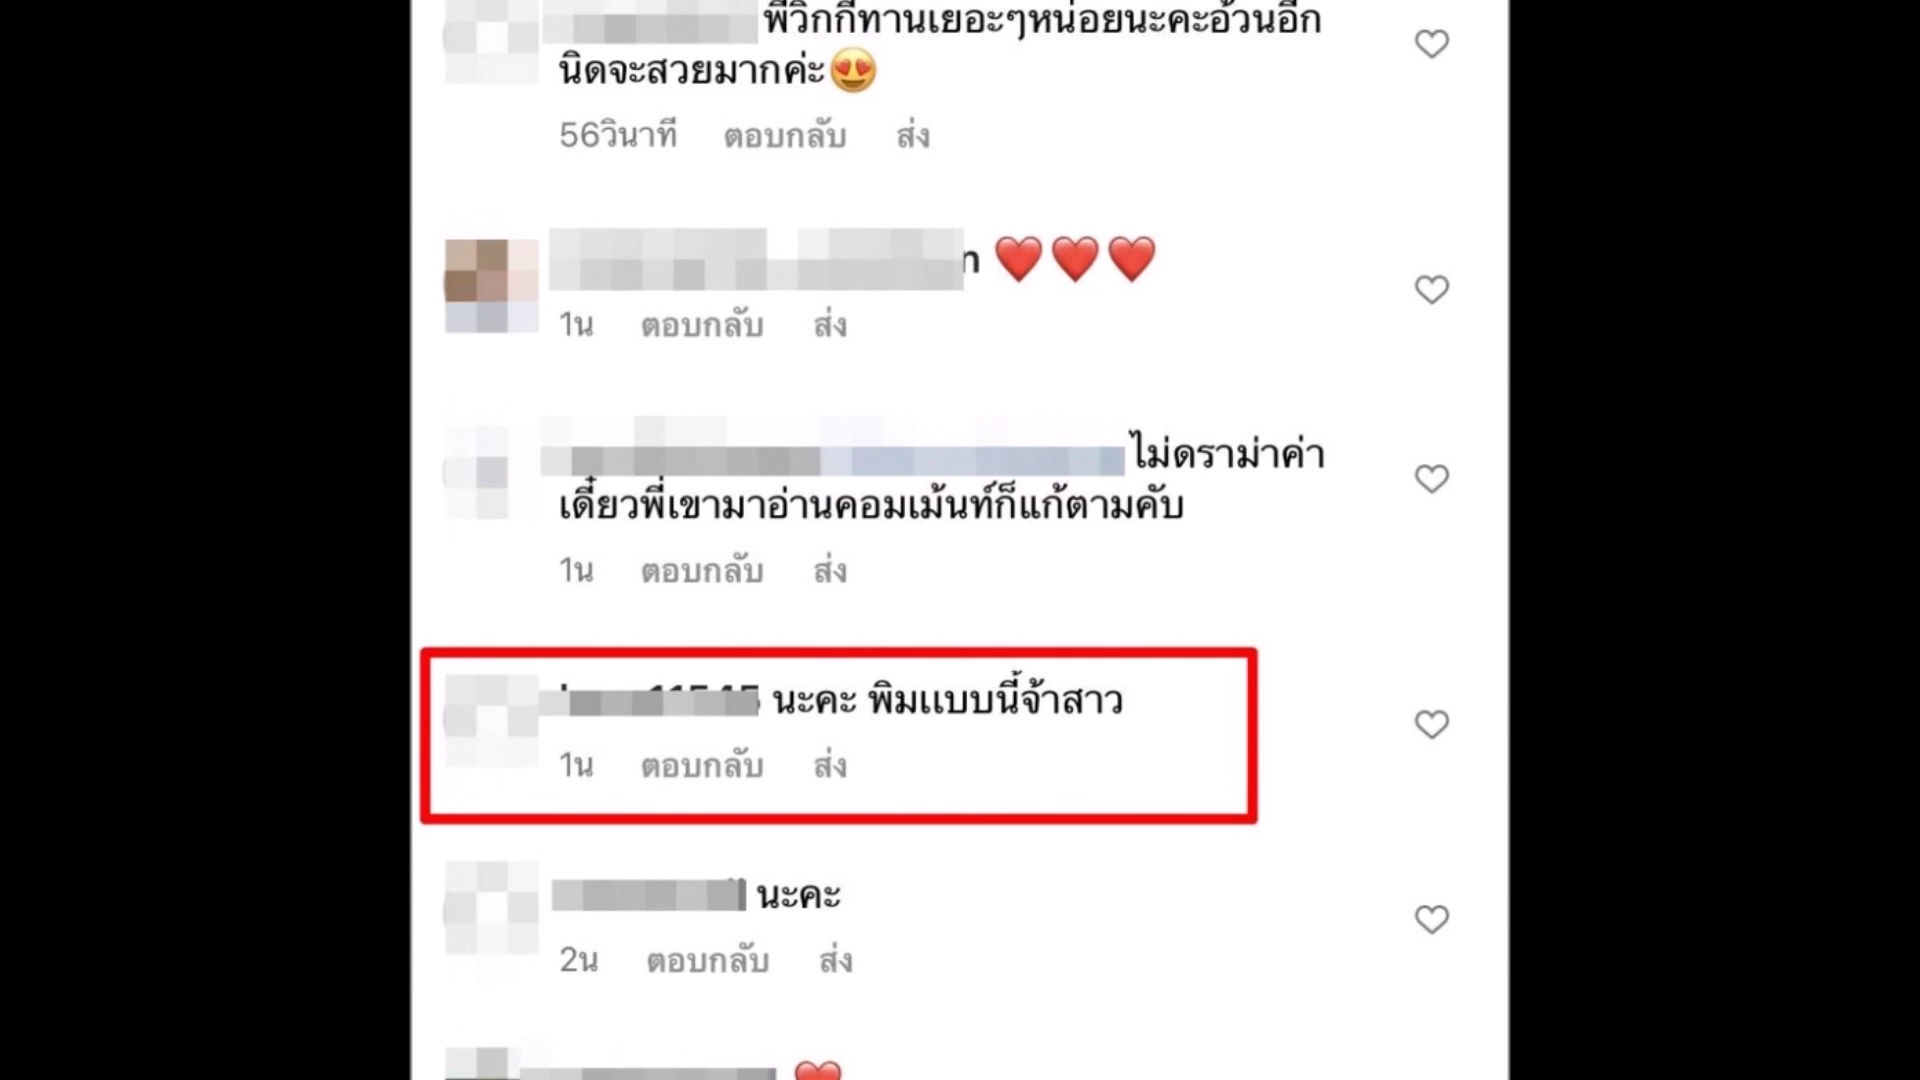 พี่วิกกี้ทานเยอะๆหน่อยนะคะอ้วนอีก
นิดจะสวยมากค่ะ😍
56วินาที ตอบกลับ ส่ง
n ❤️❤️❤️
1น ตอบกลับ ส่ง
ไม่ดราม่าค่า
เดี๋ยวพี่เขามาอ่านคอมเม้นท์ก็แก้ตามคับ
1น ตอบกลับ ส่ง
นะคะ พิมแบบนี้จ้าสาว
1น ตอบกลับ ส่ง
นะคะ
2น ตอบกลับ ส่ง
❤️